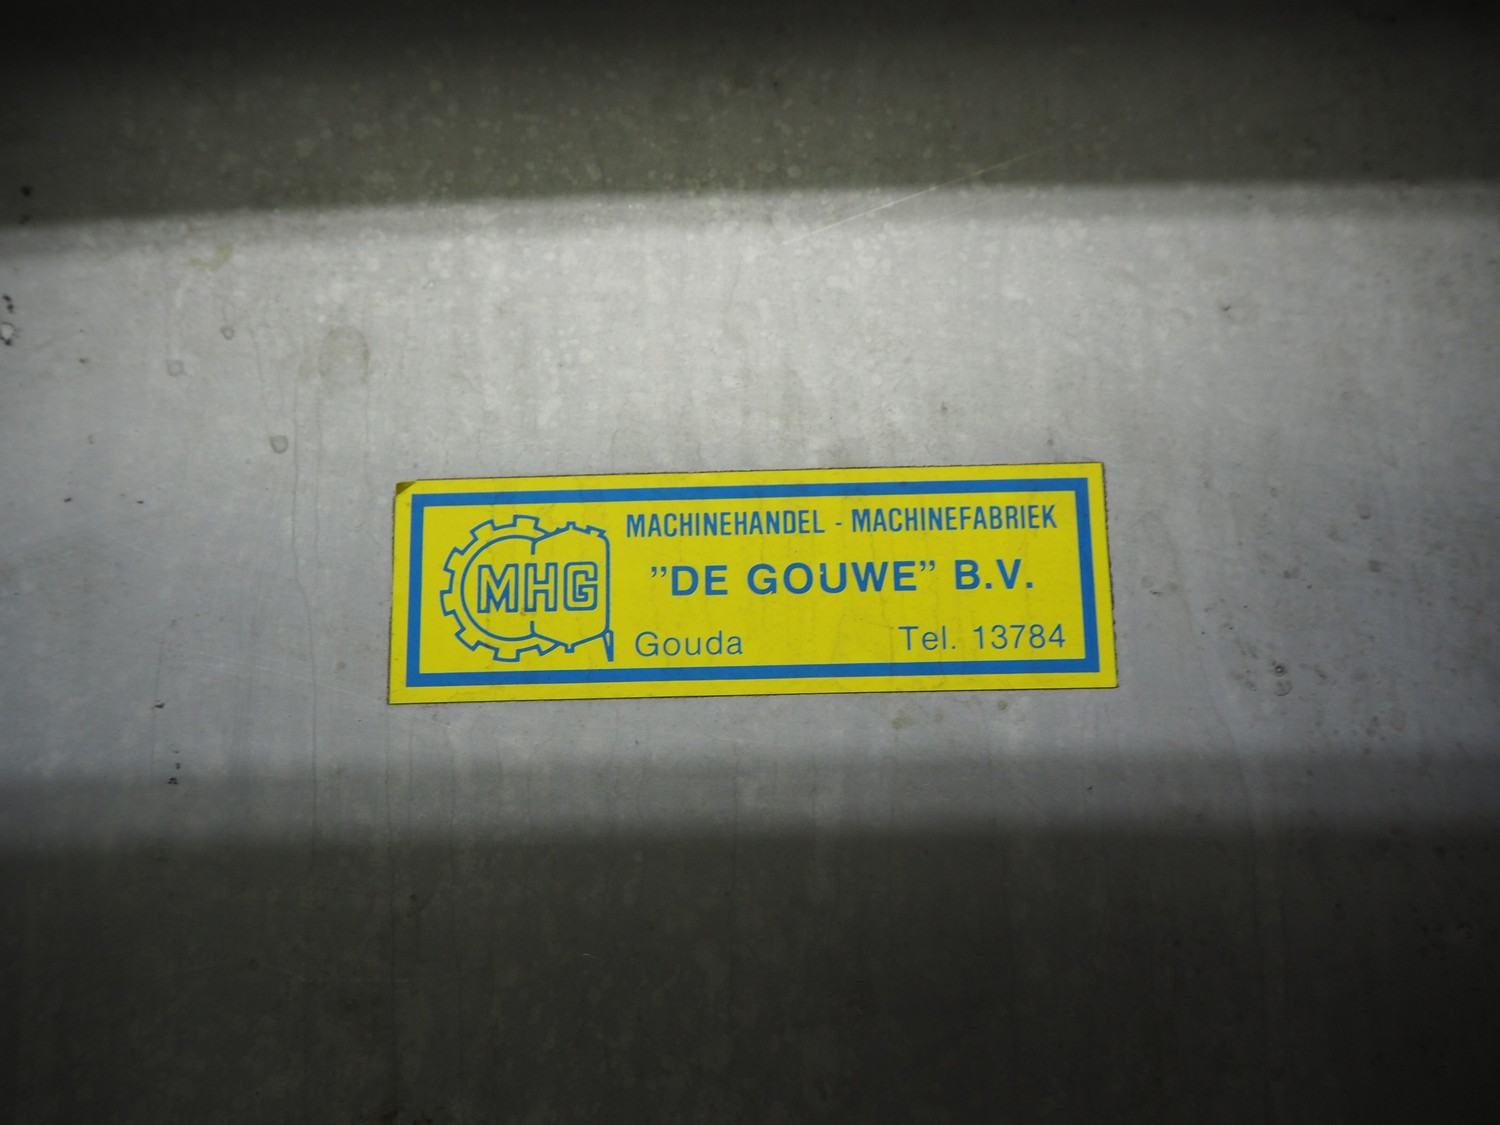 MHG
MACHINEHANDEL - MACHINEFABRIEK
”DE GOUWE” B.V.
Gouda Tel. 13784